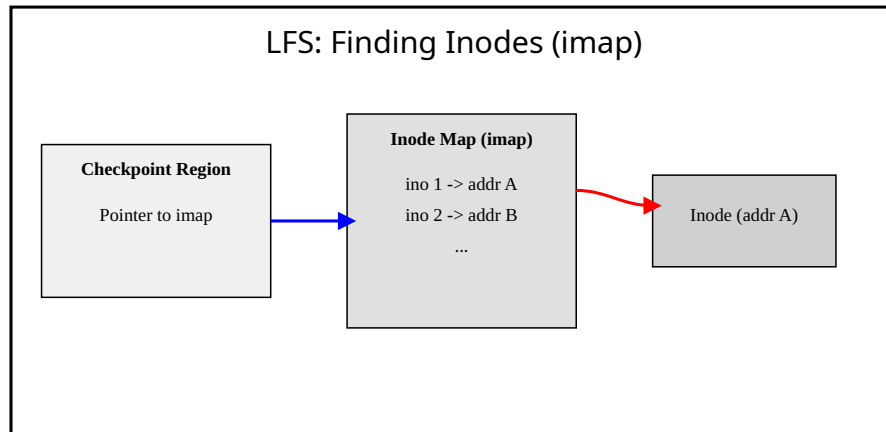 LFS: Finding Inodes (imap)
Checkpoint Region
Pointer to imap
Inode Map (imap)
ino 1 -> addr A
ino 2 -> addr B
...
Inode (addr A)